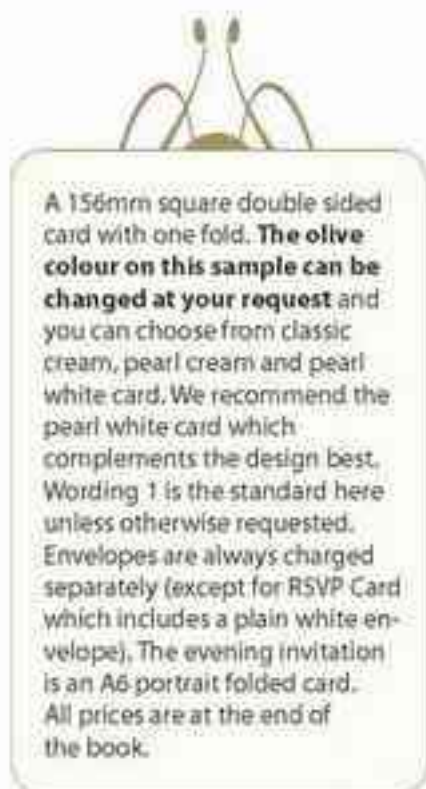 A 156mm square double sided
card with one fold. The olive
colour on this sample can be
changed at your request and
you can choose from classic
cream, pearl cream and pearl
white card. We recommend the
pearl white card which
complements the design best.
Wording 1 is the standard here
unless otherwise requested.
Envelopes are always charged
separately (except for RSVP Card
which includes a plain white en-
velope). The evening invitation
is an A6 portrait folded card.
All prices are at the end of
the book.